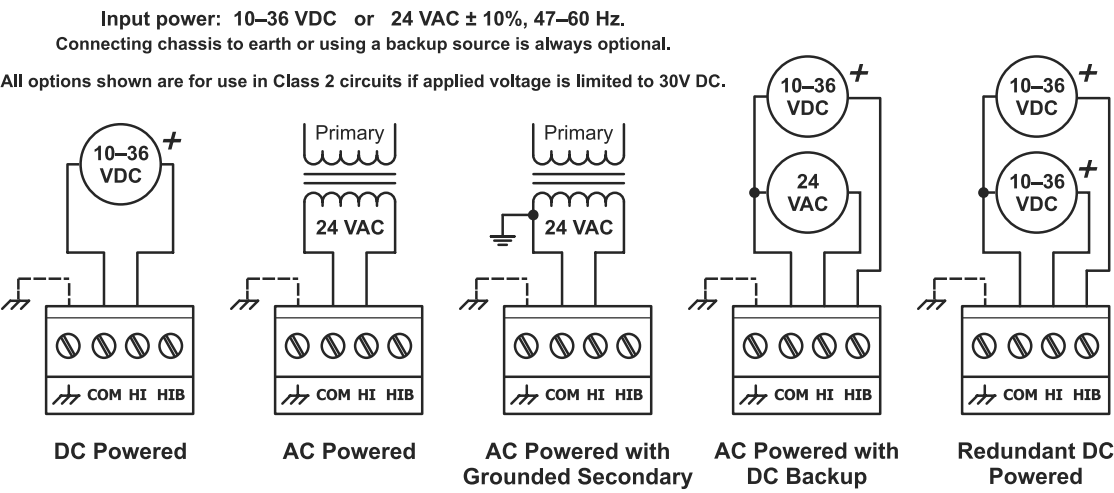 Input power: 10–36 VDC or 24 VAC ± 10%, 47–60 Hz.
Connecting chassis to earth or using a backup source is always optional.
All options shown are for use in Class 2 circuits if applied voltage is limited to 30V DC.
10–36
VDC
+
COM HI HIB
DC Powered
Primary
24 VAC
COM HI HIB
AC Powered
Primary
24 VAC
COM HI HIB
AC Powered with
Grounded Secondary
10–36
VDC
+
24
VAC
COM HI HIB
AC Powered with
DC Backup
10–36
VDC
+
10–36
VDC
+
COM HI HIB
Redundant DC
Powered